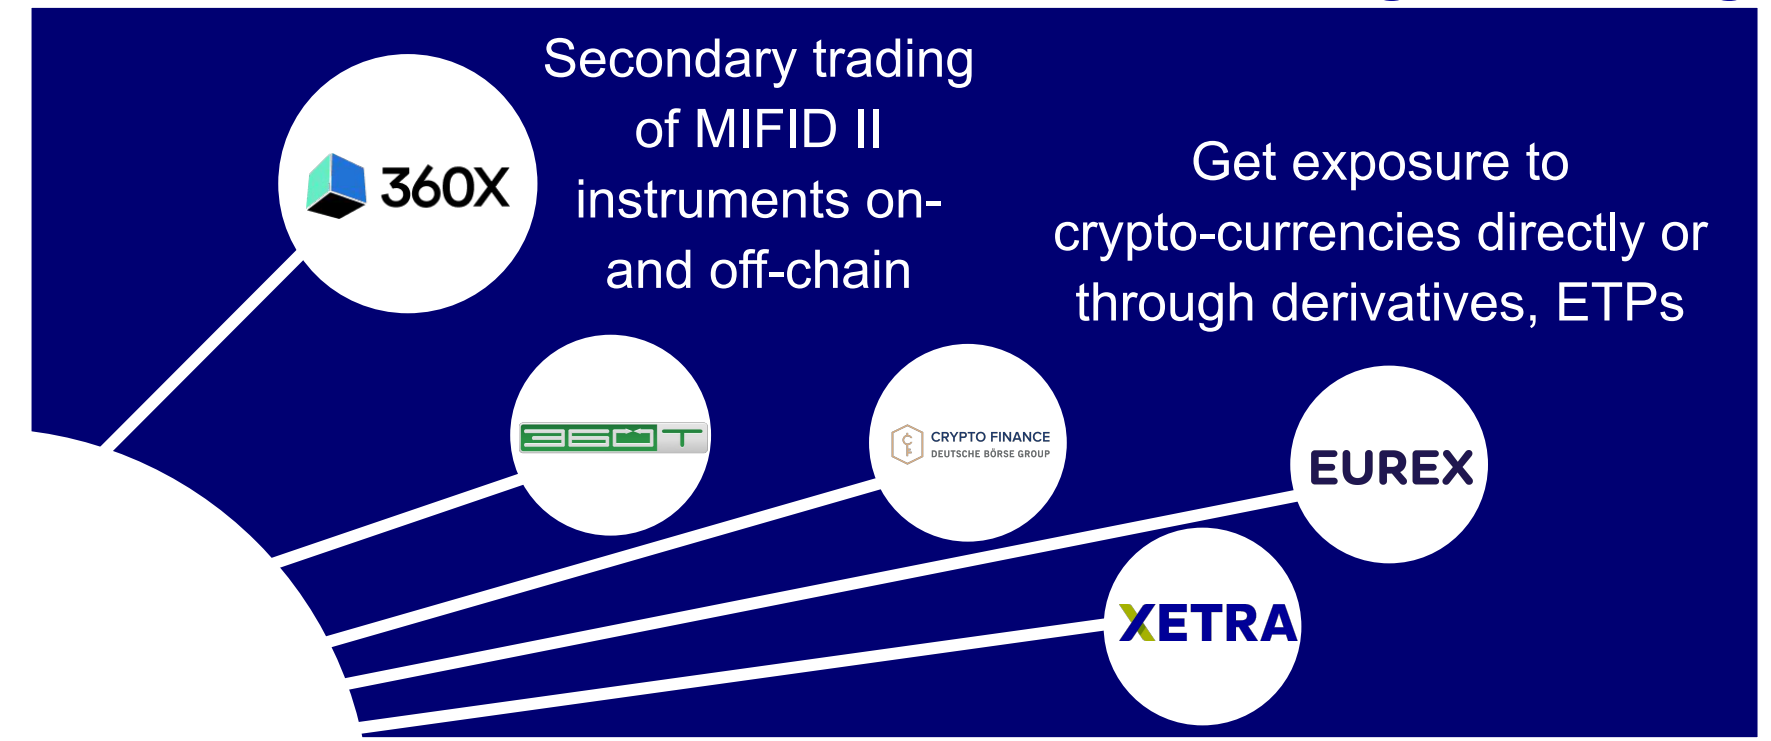 Secondary trading
of MIFID II
instruments on-
and off-chain
Get exposure to
crypto-currencies directly or
through derivatives, ETPs
360X
360T
CRYPTO FINANCE
DEUTSCHE BÖRSE GROUP
EUREX
XETRA